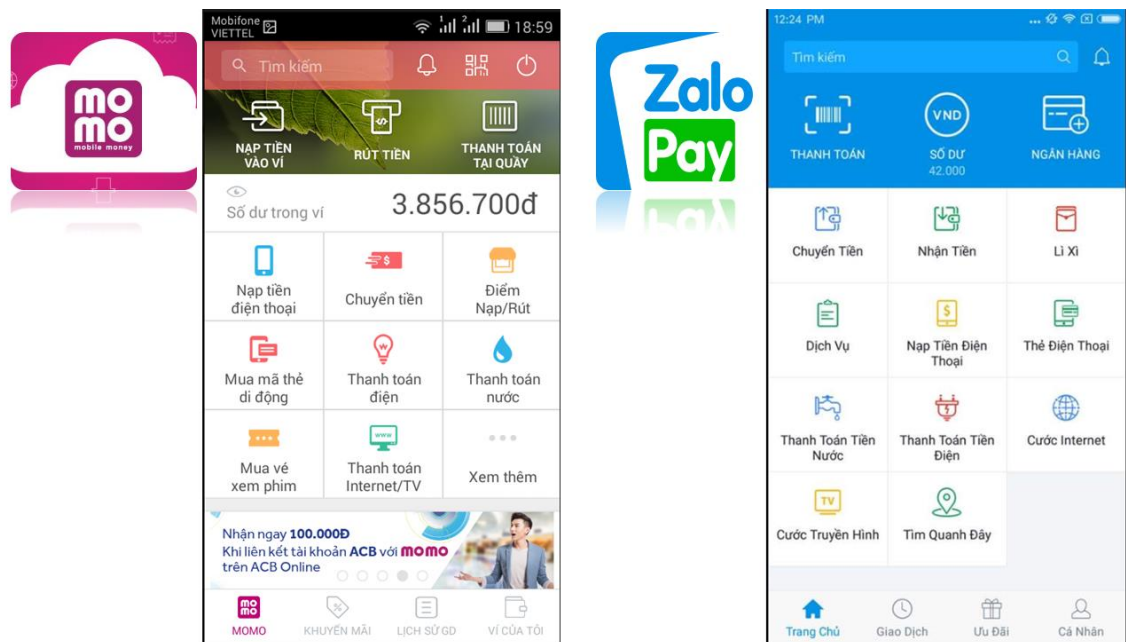 mo
mo
mobile money
Mobifone
VIETTEL
1 2 18:59
Tìm kiếm
NẠP TIỀN
VÀO VÍ
RÚT TIỀN
THANH TOÁN
TẠI QUẦY
Số dư trong ví
3.856.700đ
Nạp tiền
điện thoại
Chuyển tiền
Điểm
Nạp/Rút
Mua mã thẻ
di động
Thanh toán
điện
Thanh toán
nước
www
Mua vé
xem phim
Thanh toán
Internet/TV
Xem thêm
Nhận ngay 100.000Đ
Khi liên kết tài khoản ACB với momo
trên ACB Online
mo
mo
MOMO
KHUYẾN MÃI
LỊCH SỬ GD
VÍ CỦA TÔI
Zalo
Pay
12:24 PM
Tìm kiếm
THANH TOÁN
VND
SỐ DƯ
42.000
NGÂN HÀNG
Chuyển Tiền
Nhận Tiền
Lì Xì
Dịch Vụ
Nạp Tiền Điện
Thoại
Thẻ Điện Thoại
Thanh Toán Tiền
Nước
Thanh Toán Tiền
Điện
Cước Internet
TV
Cước Truyền Hình
Tìm Quanh Đây
Trang Chủ
Giao Dịch
Ưu Đãi
Cá Nhân